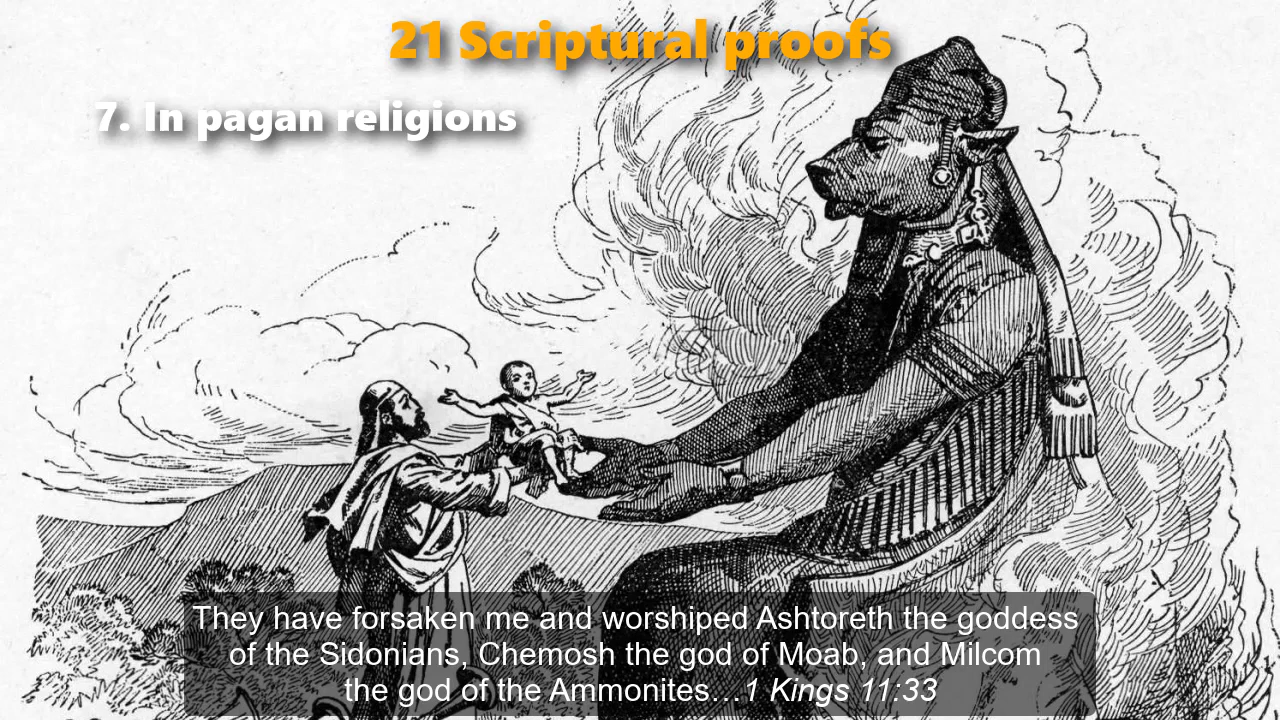 21 Scriptural proofs
7. In pagan religions
They have forsaken me and worshiped Ashtoreth the goddess
of the Sidonians, Chemosh the god of Moab, and Milcom
the god of the Ammonites…1 Kings 11:33